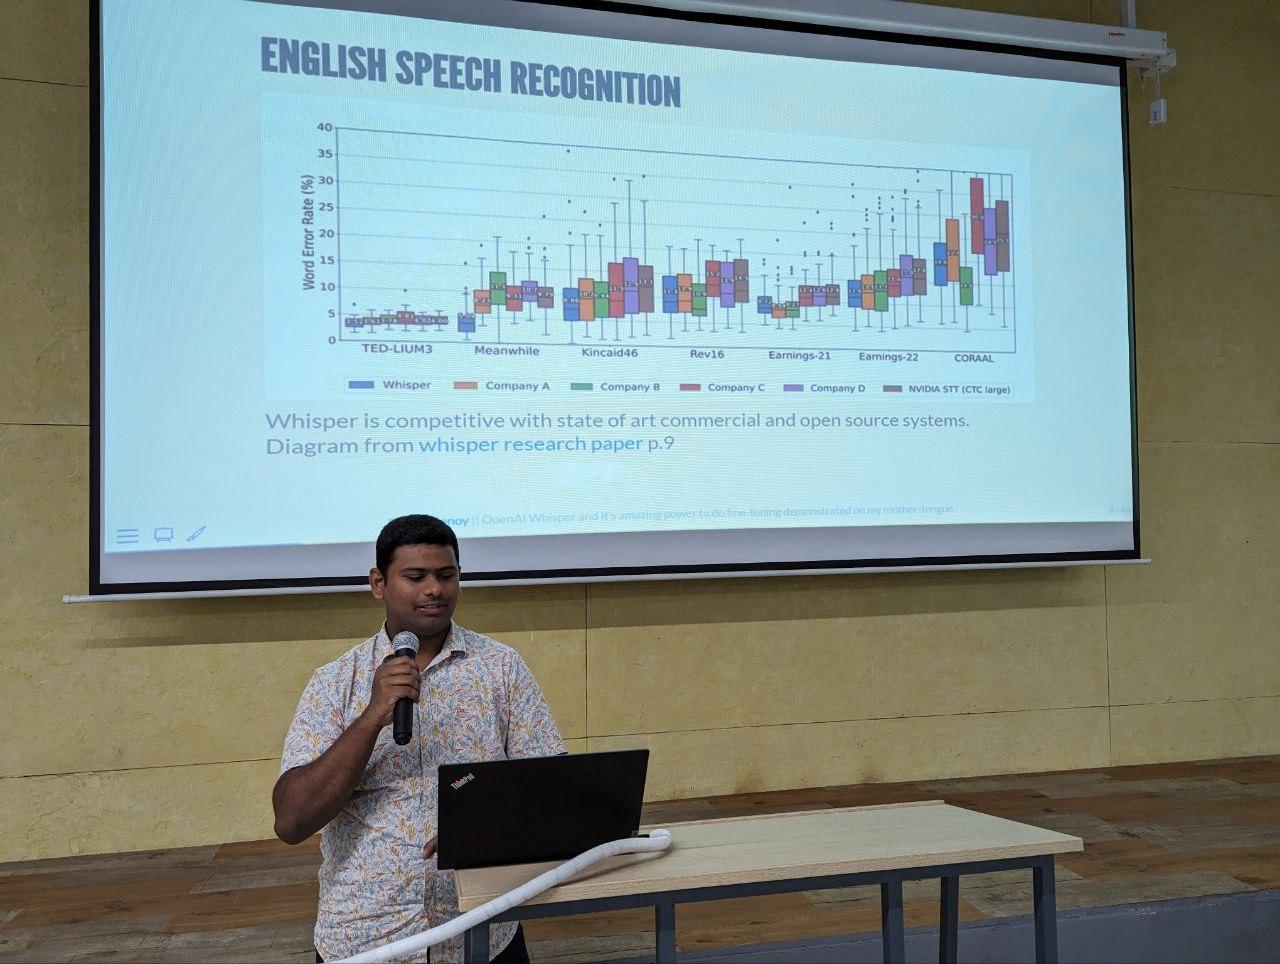 ENGLISH SPEECH RECOGNITION
Word Error Rate (%)
40
35
30
25
20
15
10
5
0
TED-LIUM3 Meanwhile Kincaid46 Rev16 Earnings-21 Earnings-22 CORAAL
Whisper Company A Company B Company C Company D NVIDIA STT (CTC large)
Whisper is competitive with state of art commercial and open source systems.
Diagram from whisper research paper p.9
enoy || OpenAI Whisper and it's amazing power to do fine-tuning demonstrated on my mother-tongue
ThinkPad